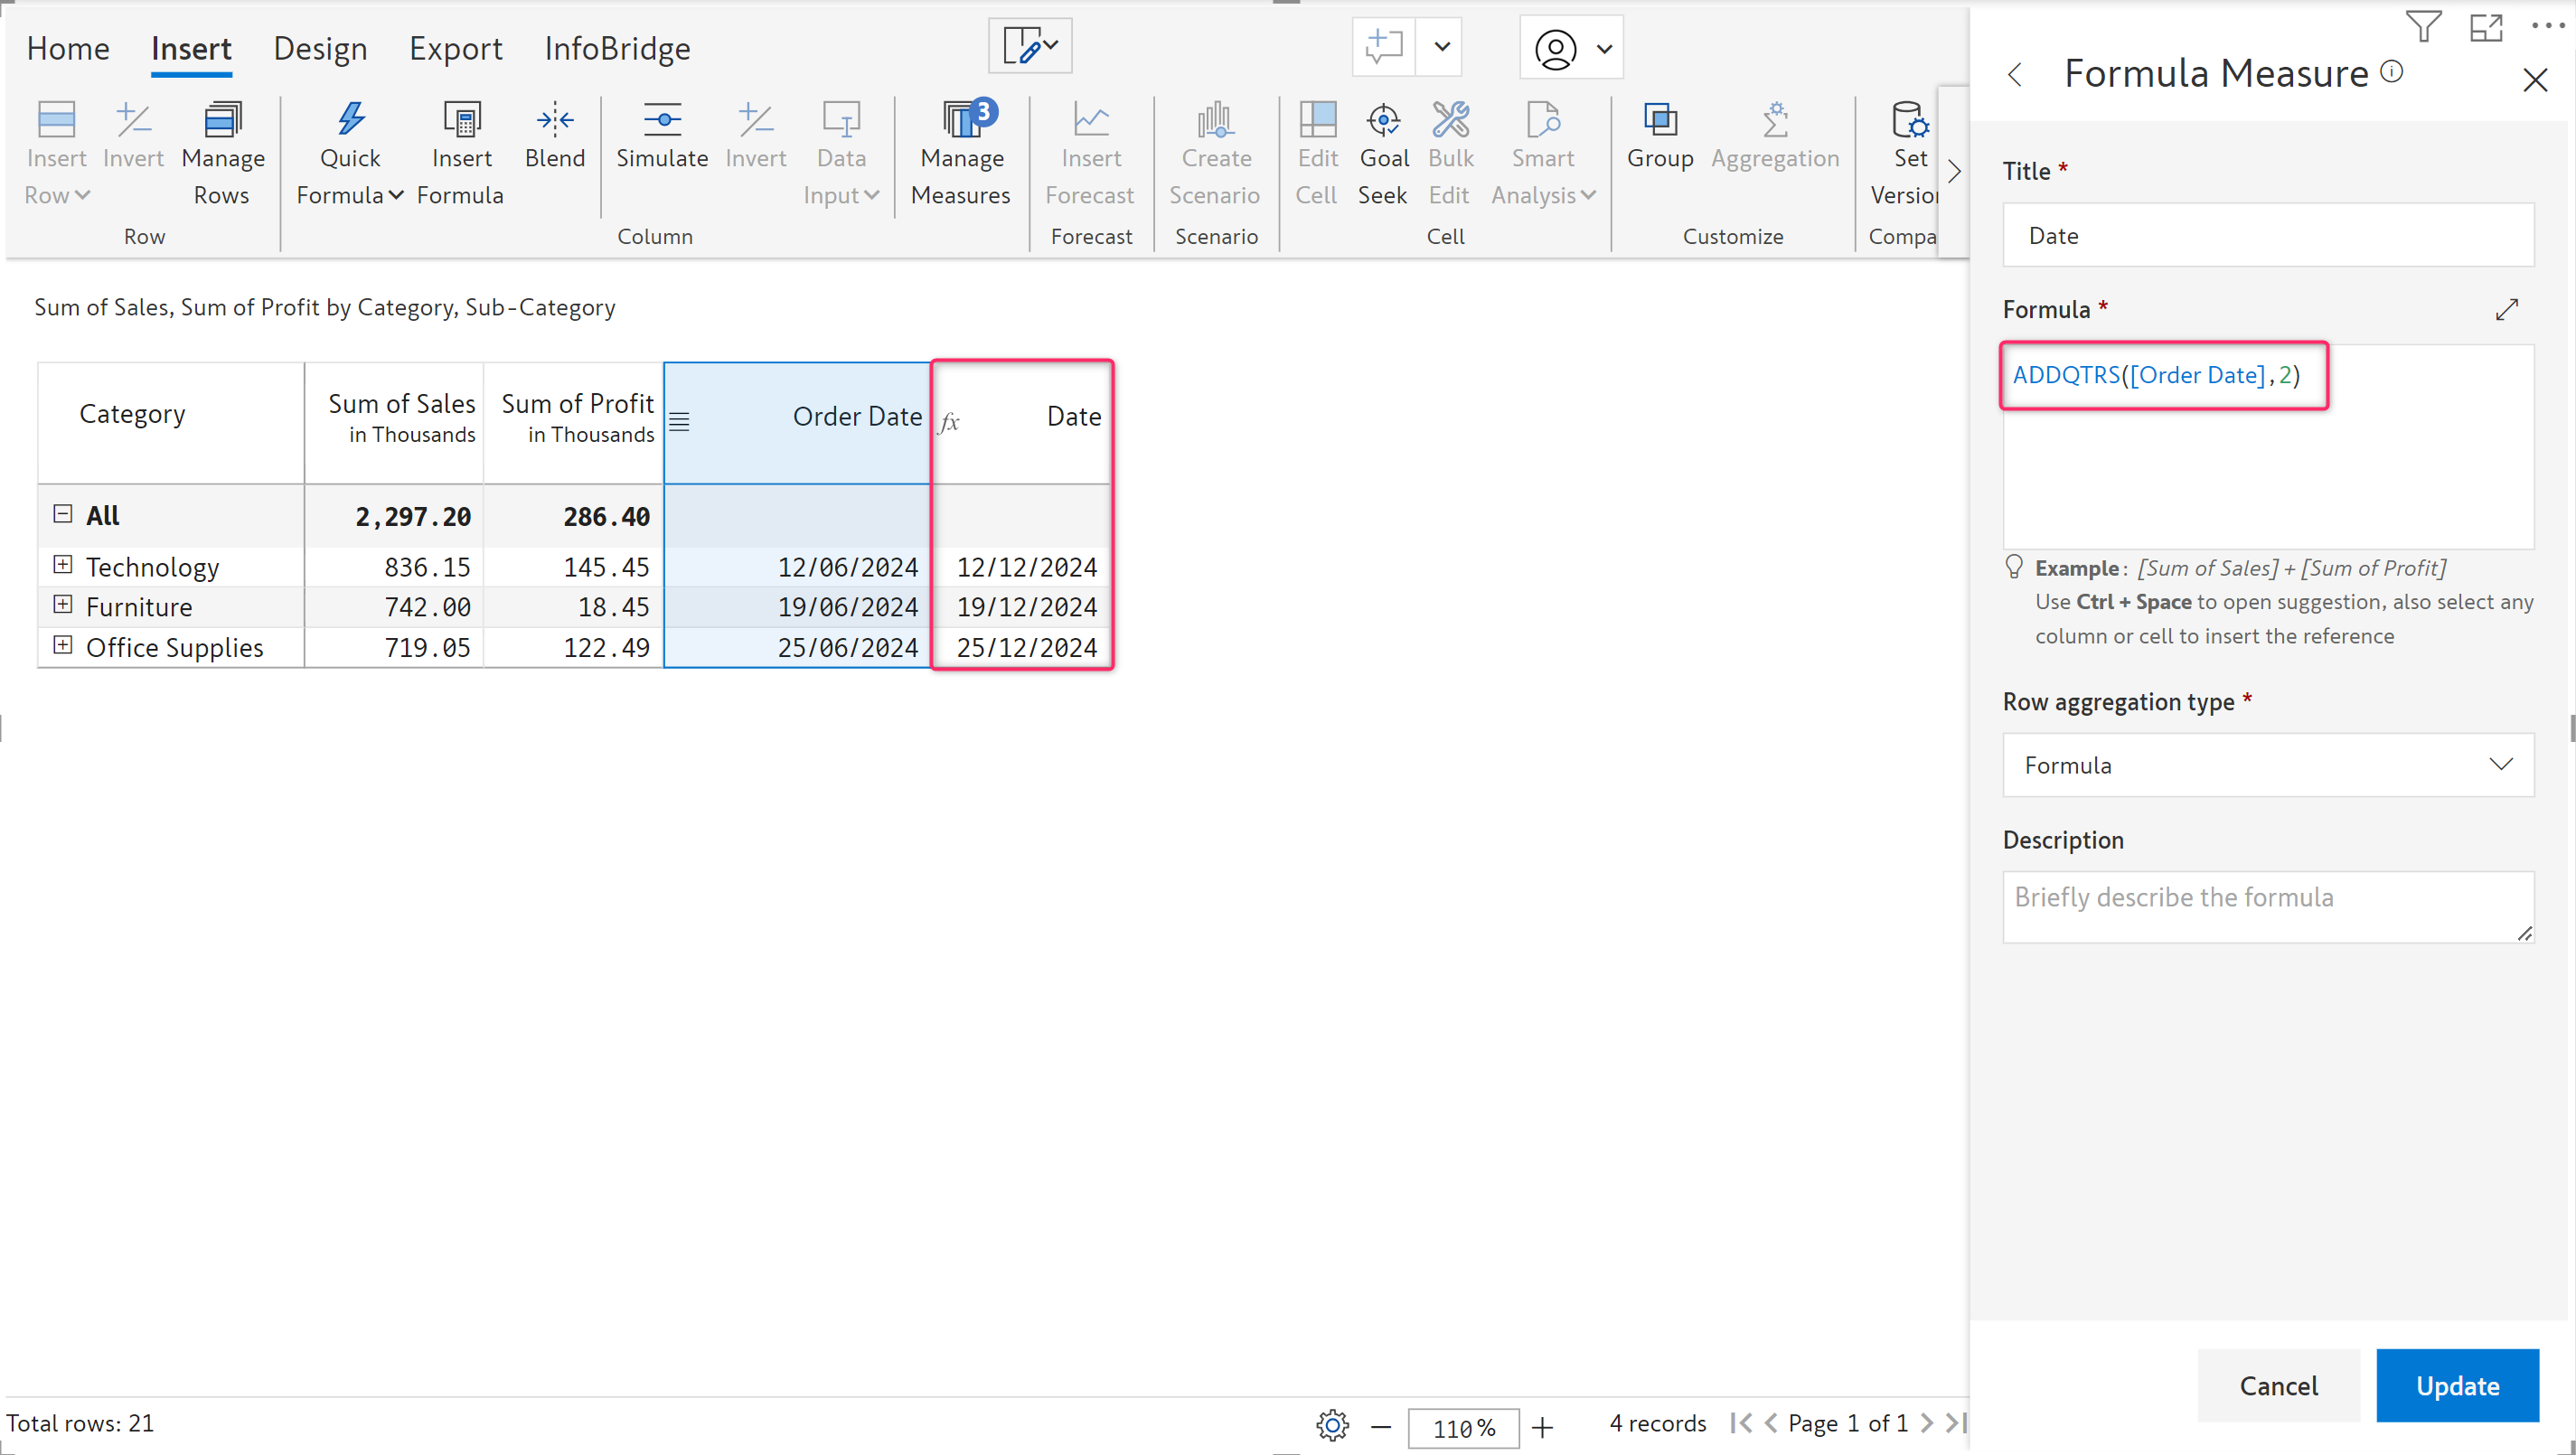 Home Insert Design Export InfoBridge
Insert Row
Invert
Manage Rows
Quick Formula
Insert Formula
Blend
Simulate
Invert
Data Input
3
Manage Measures
Insert Forecast
Create Scenario
Edit Cell
Goal Seek
Bulk Edit
Smart Analysis
Group
Aggregation
Set
Row Column Forecast Scenario Cell Customize
Sum of Sales, Sum of Profit by Category, Sub-Category
Category
Sum of Sales in Thousands
Sum of Profit in Thousands
Order Date
fx Date
All 2,297.20 286.40
Technology 836.15 145.45 12/06/2024 12/12/2024
Furniture 742.00 18.45 19/06/2024 19/12/2024
Office Supplies 719.05 122.49 25/06/2024 25/12/2024
Total rows: 21
110%
4 records
Page 1 of 1
Formula Measure
Title *
Date
Formula *
ADDQTRS([Order Date],2)
Example: [Sum of Sales] + [Sum of Profit]
Use Ctrl + Space to open suggestion, also select any
column or cell to insert the reference
Row aggregation type *
Formula
Description
Briefly describe the formula
Cancel
Update